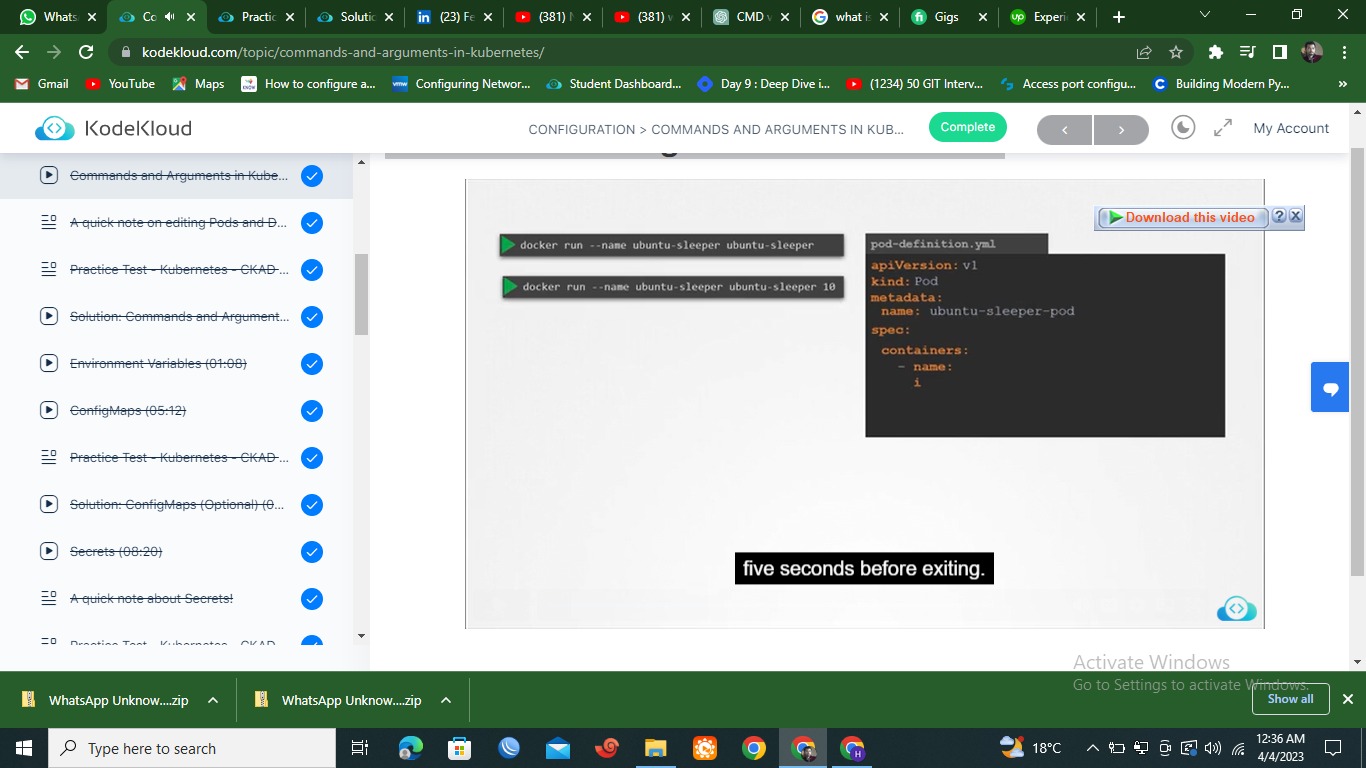 Whats
Co
Practic
Solutic
(23) Fe
(381) N
(381) v
CMD v
what is
Gigs
Experi
kodekloud.com/topic/commands-and-arguments-in-kubernetes/
Gmail
YouTube
Maps
How to configure a...
Configuring Networ...
Student Dashboard...
Day 9 : Deep Dive i...
(1234) 50 GIT Interv...
Access port configu...
Building Modern Py...
KodeKloud
CONFIGURATION > COMMANDS AND ARGUMENTS IN KUB...
Complete
My Account
Commands and Arguments in Kube...
A quick note on editing Pods and D...
Practice Test - Kubernetes - CKAD ...
Solution: Commands and Argument...
Environment Variables (01:08)
ConfigMaps (05:12)
Practice Test - Kubernetes - CKAD ...
Solution: ConfigMaps (Optional) (0...
Secrets (08:20)
A quick note about Secrets!
Practice Test - Kubernetes - CKAD
Download this video
docker run --name ubuntu-sleeper ubuntu-sleeper
docker run --name ubuntu-sleeper ubuntu-sleeper 10
pod-definition.yml
apiVersion: v1
kind: Pod
metadata:
name: ubuntu-sleeper-pod
spec:
containers:
- name:
i
five seconds before exiting.
Activate Windows
Go to Settings to activate Windows.
WhatsApp Unknow....zip
WhatsApp Unknow....zip
Show all
Type here to search
18°C
12:36 AM
4/4/2023